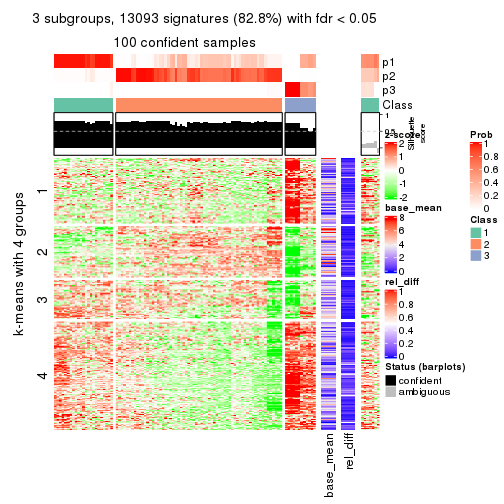 3 subgroups, 13093 signatures (82.8%) with fdr < 0.05
100 confident samples
p1
p2
p3
Class
1
0.5
Silhouette
score
k-means with 4 groups
1
2
3
4
base_mean
rel_diff
z-score
2
1
0
-1
-2
base_mean
8
6
4
2
0
rel_diff
1
0.8
0.6
0.4
0.2
0
Status (barplots)
confident
ambiguous
Prob
1
0.8
0.6
0.4
0.2
0
Class
1
2
3